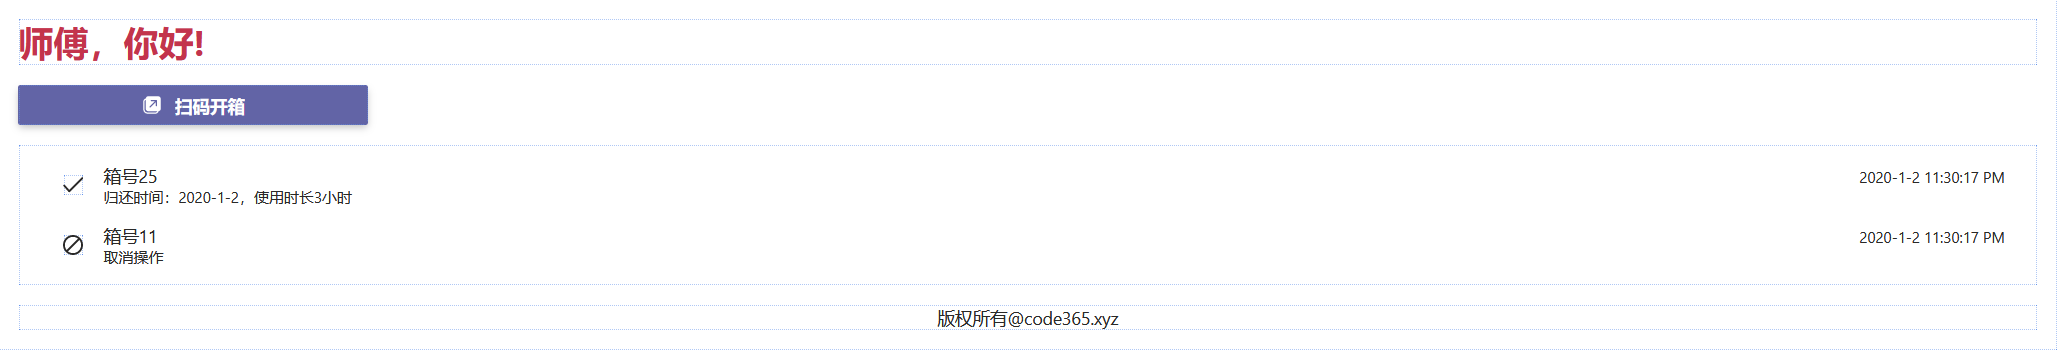 师傅，你好!
扫码开箱
箱号25
2020-1-2 11:30:17 PM
归还时间：2020-1-2，使用时长3小时
箱号11
2020-1-2 11:30:17 PM
取消操作
版权所有@code365.xyz